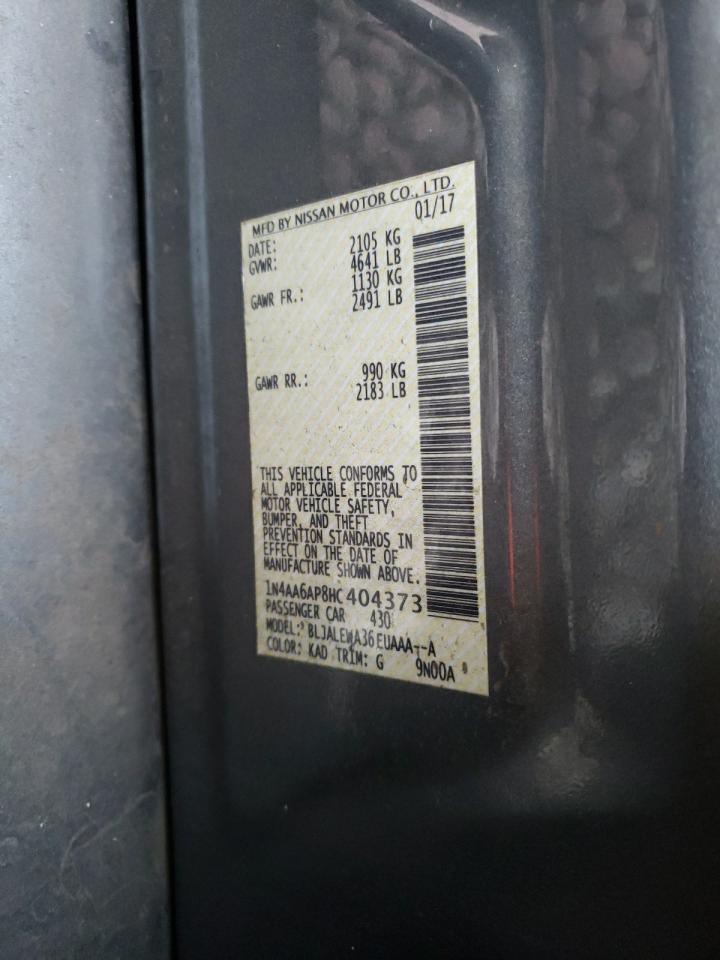 MFD BY NISSAN MOTOR CO., LTD.
DATE: 01/17
GVWR: 2105 KG
4641 LB
GAWR FR.: 1130 KG
2491 LB
GAWR RR.: 990 KG
2183 LB
THIS VEHICLE CONFORMS TO
ALL APPLICABLE FEDERAL
MOTOR VEHICLE SAFETY,
BUMPER, AND THEFT
PREVENTION STANDARDS IN
EFFECT ON THE DATE OF
MANUFACTURE SHOWN ABOVE.
1N4AA6AP8HC404373
PASSENGER CAR 430
MODEL: BLJALEWA36EUAAA--A
COLOR: KAD TRIM: G 9N00A